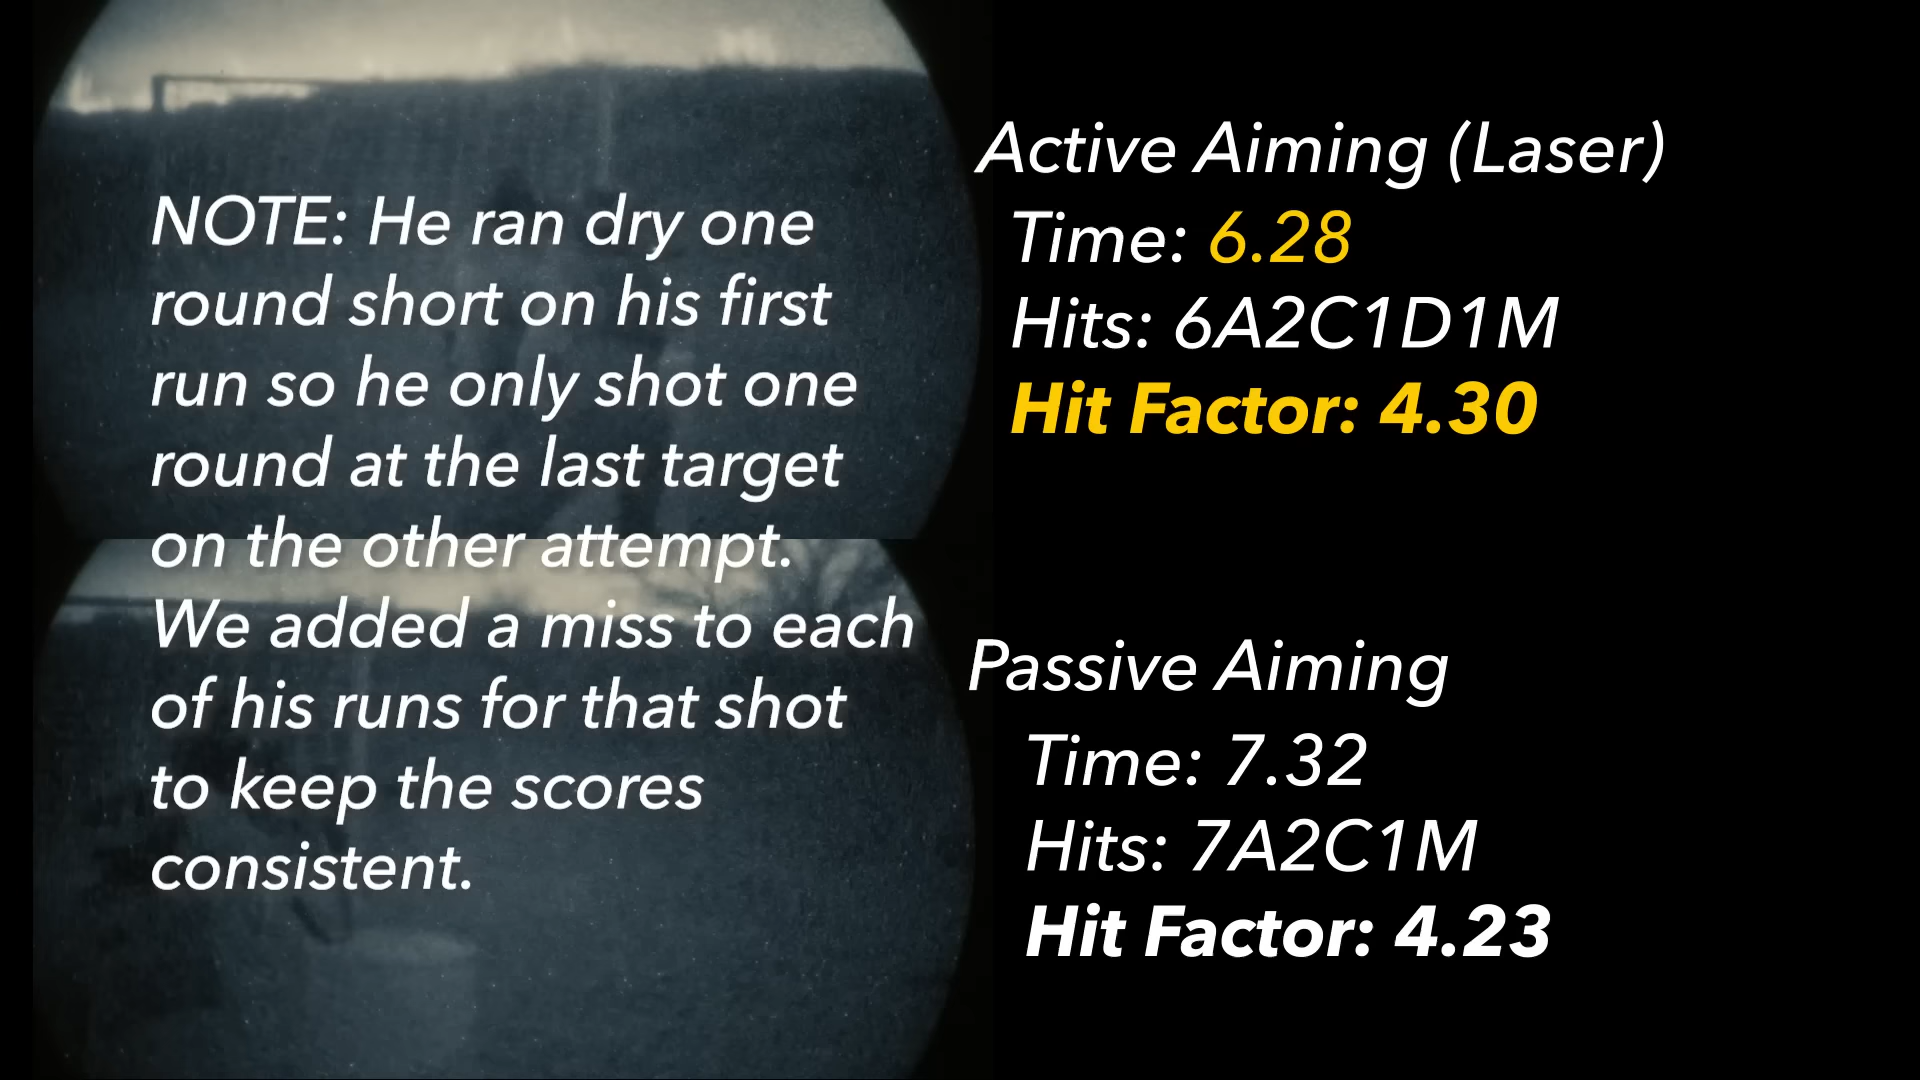 NOTE: He ran dry one
round short on his first
run so he only shot one
round at the last target
on the other attempt.
We added a miss to each
of his runs for that shot
to keep the scores
consistent.
Active Aiming (Laser)
Time: 6.28
Hits: 6A2C1D1M
Hit Factor: 4.30
Passive Aiming
Time: 7.32
Hits: 7A2C1M
Hit Factor: 4.23